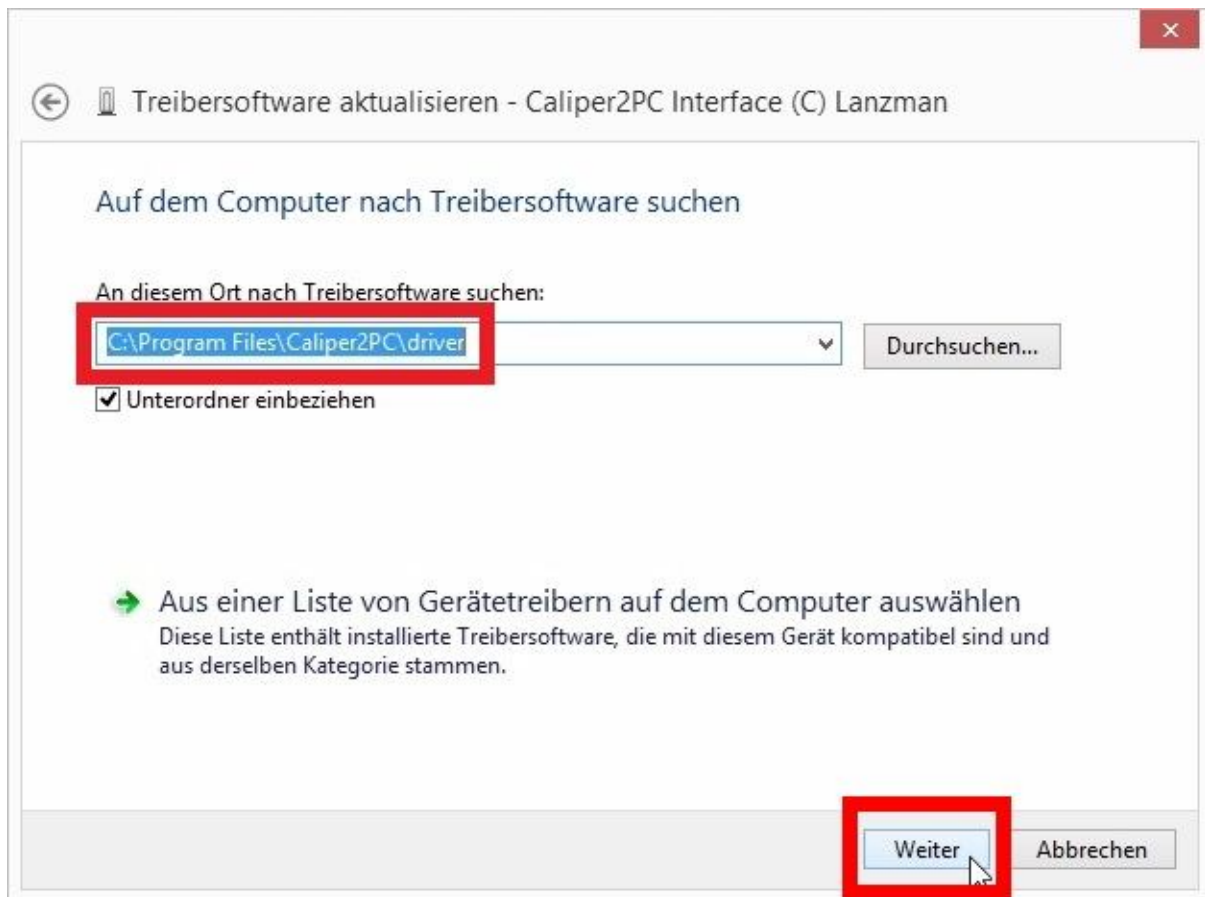 Treibersoftware aktualisieren - Caliper2PC Interface (C) Lanzman
Auf dem Computer nach Treibersoftware suchen
An diesem Ort nach Treibersoftware suchen:
C:\Program Files\Caliper2PC\driver
Durchsuchen...
Unterordner einbeziehen
Aus einer Liste von Gerätetreibern auf dem Computer auswählen
Diese Liste enthält installierte Treibersoftware, die mit diesem Gerät kompatibel sind und
aus derselben Kategorie stammen.
Weiter
Abbrechen